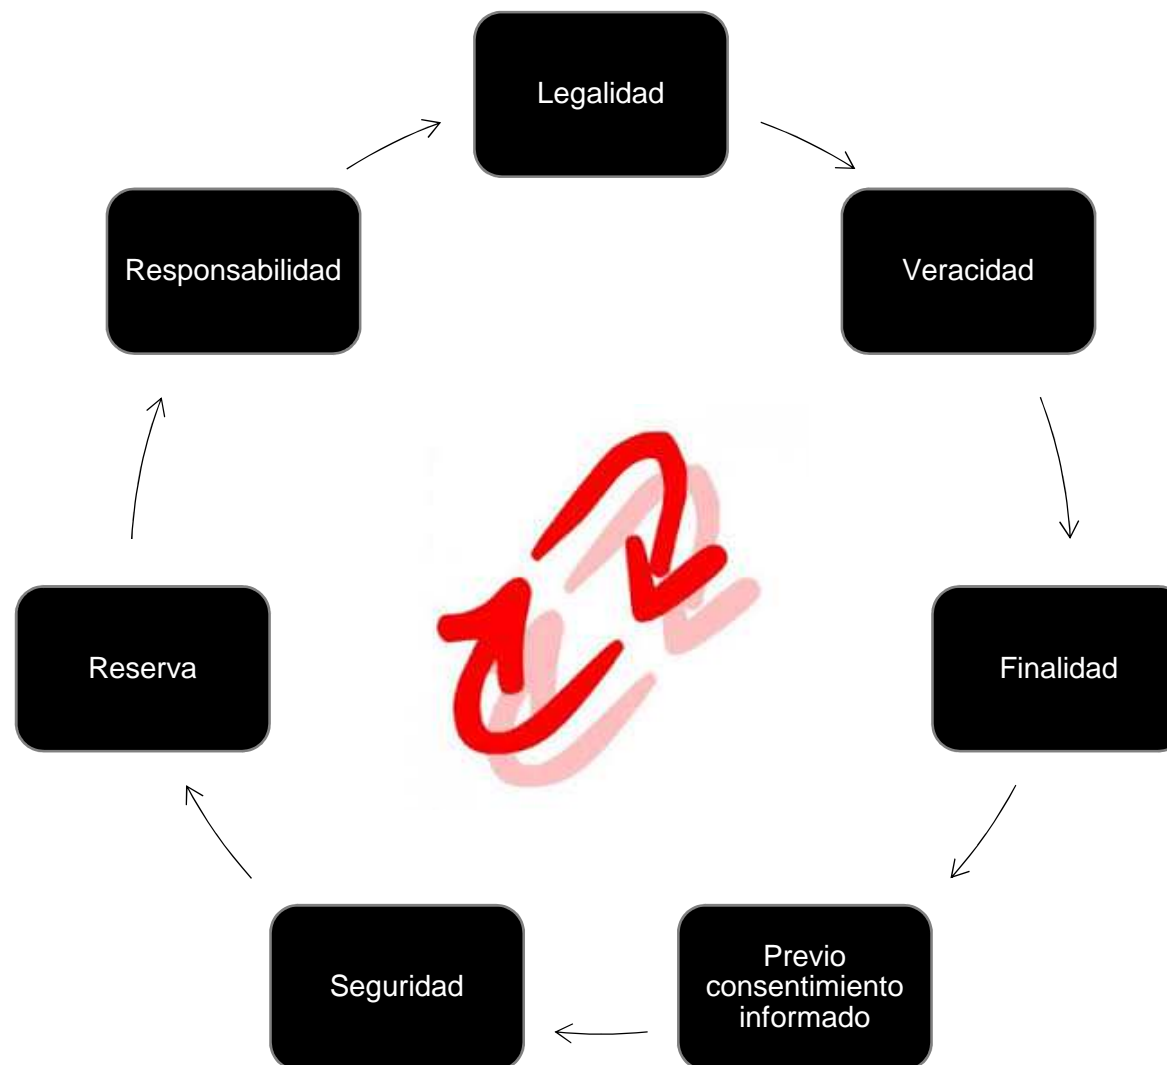 Legalidad
Veracidad
Finalidad
Previo
consentimiento
informado
Seguridad
Reserva
Responsabilidad